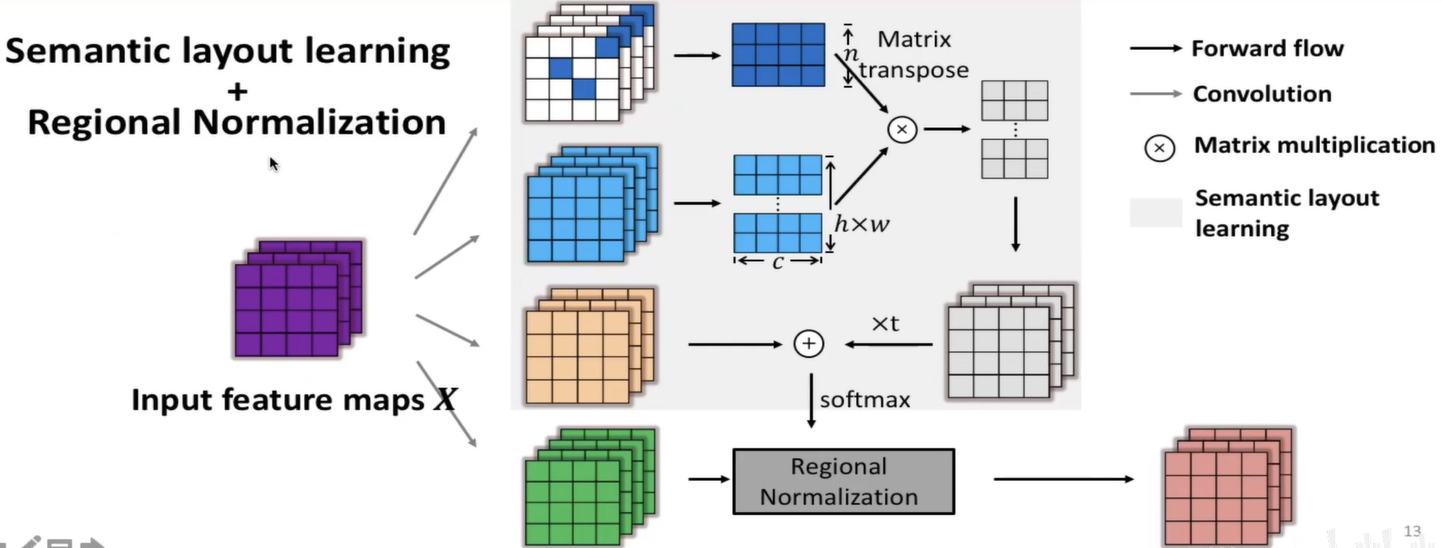 Semantic layout learning
+
Regional Normalization
Input feature maps X
n
Matrix
transpose
×
h×w
c
×t
+
softmax
Regional
Normalization
Forward flow
Convolution
× Matrix multiplication
Semantic layout
learning
13